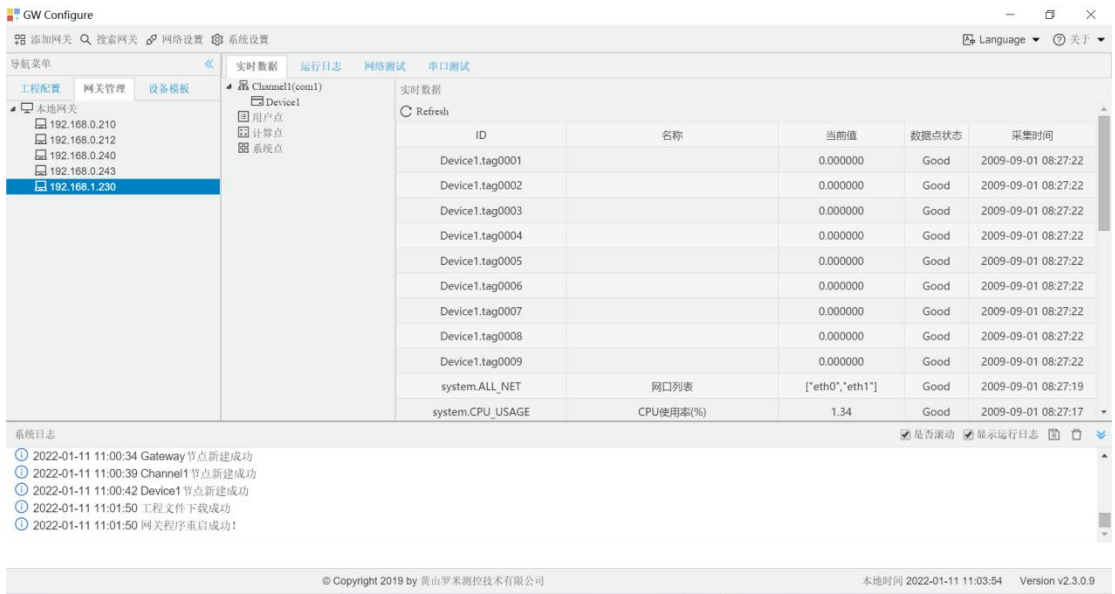 GW Configure
添加网关 搜索网关 网络设置 系统设置 Language 关于
导航菜单
工程配置 网关管理 设备模板
本地网关
192.168.0.210
192.168.0.212
192.168.0.240
192.168.0.243
192.168.1.230
实时数据 运行日志 网络测试 串口测试
Channel1(com1)
Device1
用户点
计算点
系统点
实时数据
Refresh
ID 名称 当前值 数据点状态 采集时间
Device1.tag0001 0.000000 Good 2009-09-01 08:27:22
Device1.tag0002 0.000000 Good 2009-09-01 08:27:22
Device1.tag0003 0.000000 Good 2009-09-01 08:27:22
Device1.tag0004 0.000000 Good 2009-09-01 08:27:22
Device1.tag0005 0.000000 Good 2009-09-01 08:27:22
Device1.tag0006 0.000000 Good 2009-09-01 08:27:22
Device1.tag0007 0.000000 Good 2009-09-01 08:27:22
Device1.tag0008 0.000000 Good 2009-09-01 08:27:22
Device1.tag0009 0.000000 Good 2009-09-01 08:27:22
system.ALL_NET 网口列表 ["eth0","eth1"] Good 2009-09-01 08:27:19
system.CPU_USAGE CPU使用率(%) 1.34 Good 2009-09-01 08:27:17
系统日志 是否滚动 显示运行日志
2022-01-11 11:00:34 Gateway节点新建成功
2022-01-11 11:00:39 Channel1节点新建成功
2022-01-11 11:00:42 Device1节点新建成功
2022-01-11 11:01:50 工程文件下载成功
2022-01-11 11:01:50 网关程序重启成功!
© Copyright 2019 by 黄山罗米测控技术有限公司 本地时间 2022-01-11 11:03:54 Version v2.3.0.9